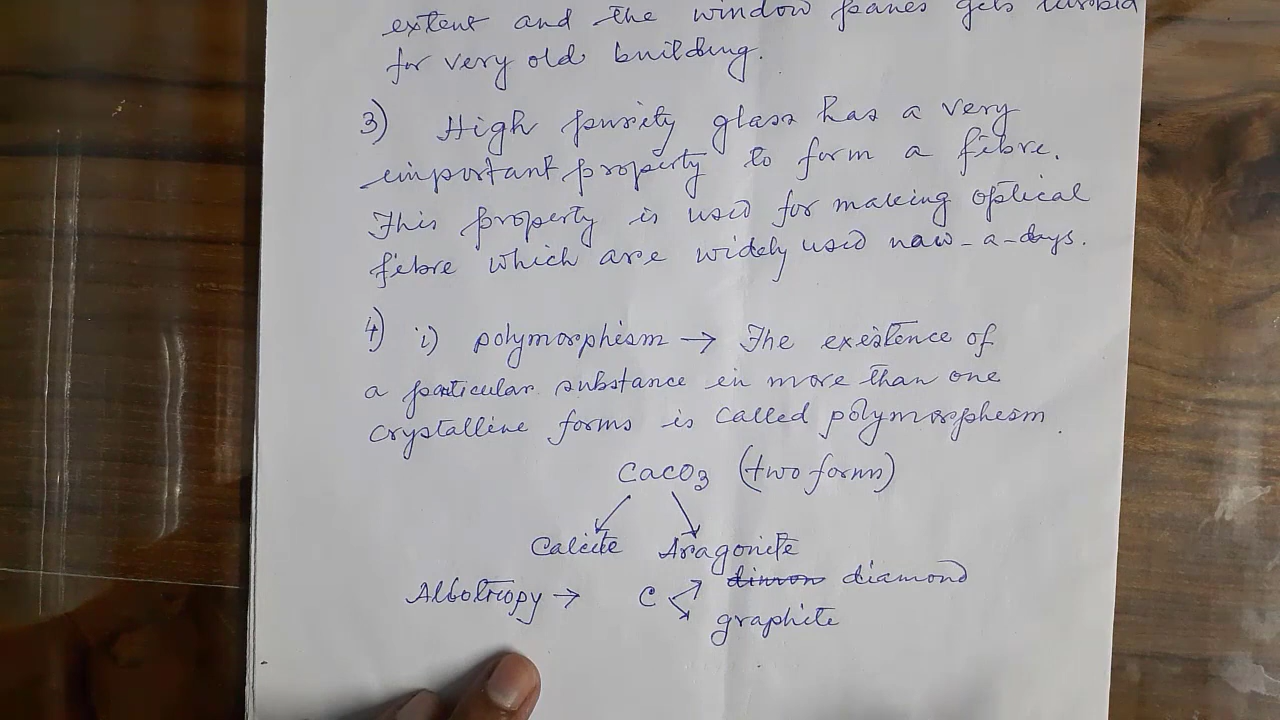 extent and the window panes gets turbid
for very old building.
3) High purity glass has a very
important property to form a fibre.
This property is used for making optical
fibre which are widely used now-a-days.
4) i) polymorphism → The existence of
a particular substance in more than one
crystalline forms is called polymorphism.
CaCO3 (two forms)
Calcite Aragonite
Allotropy → C diamond
graphite